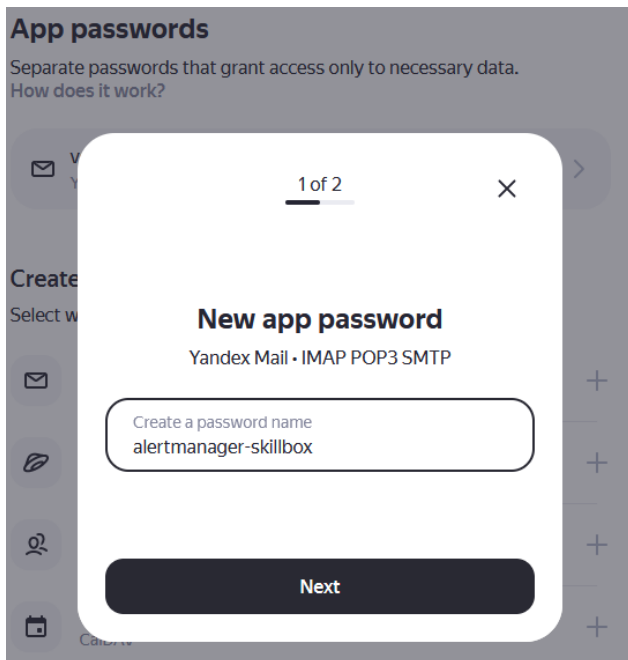 App passwords
Separate passwords that grant access only to necessary data.
How does it work?
1 of 2
Create
Select w
New app password
Yandex Mail • IMAP POP3 SMTP
Create a password name
alertmanager-skillbox
Next
CalDAV